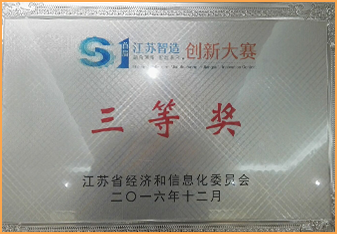 S1 江苏智造 创新大赛
三等奖
江苏省经济和信息化委员会
二〇一六年十二月